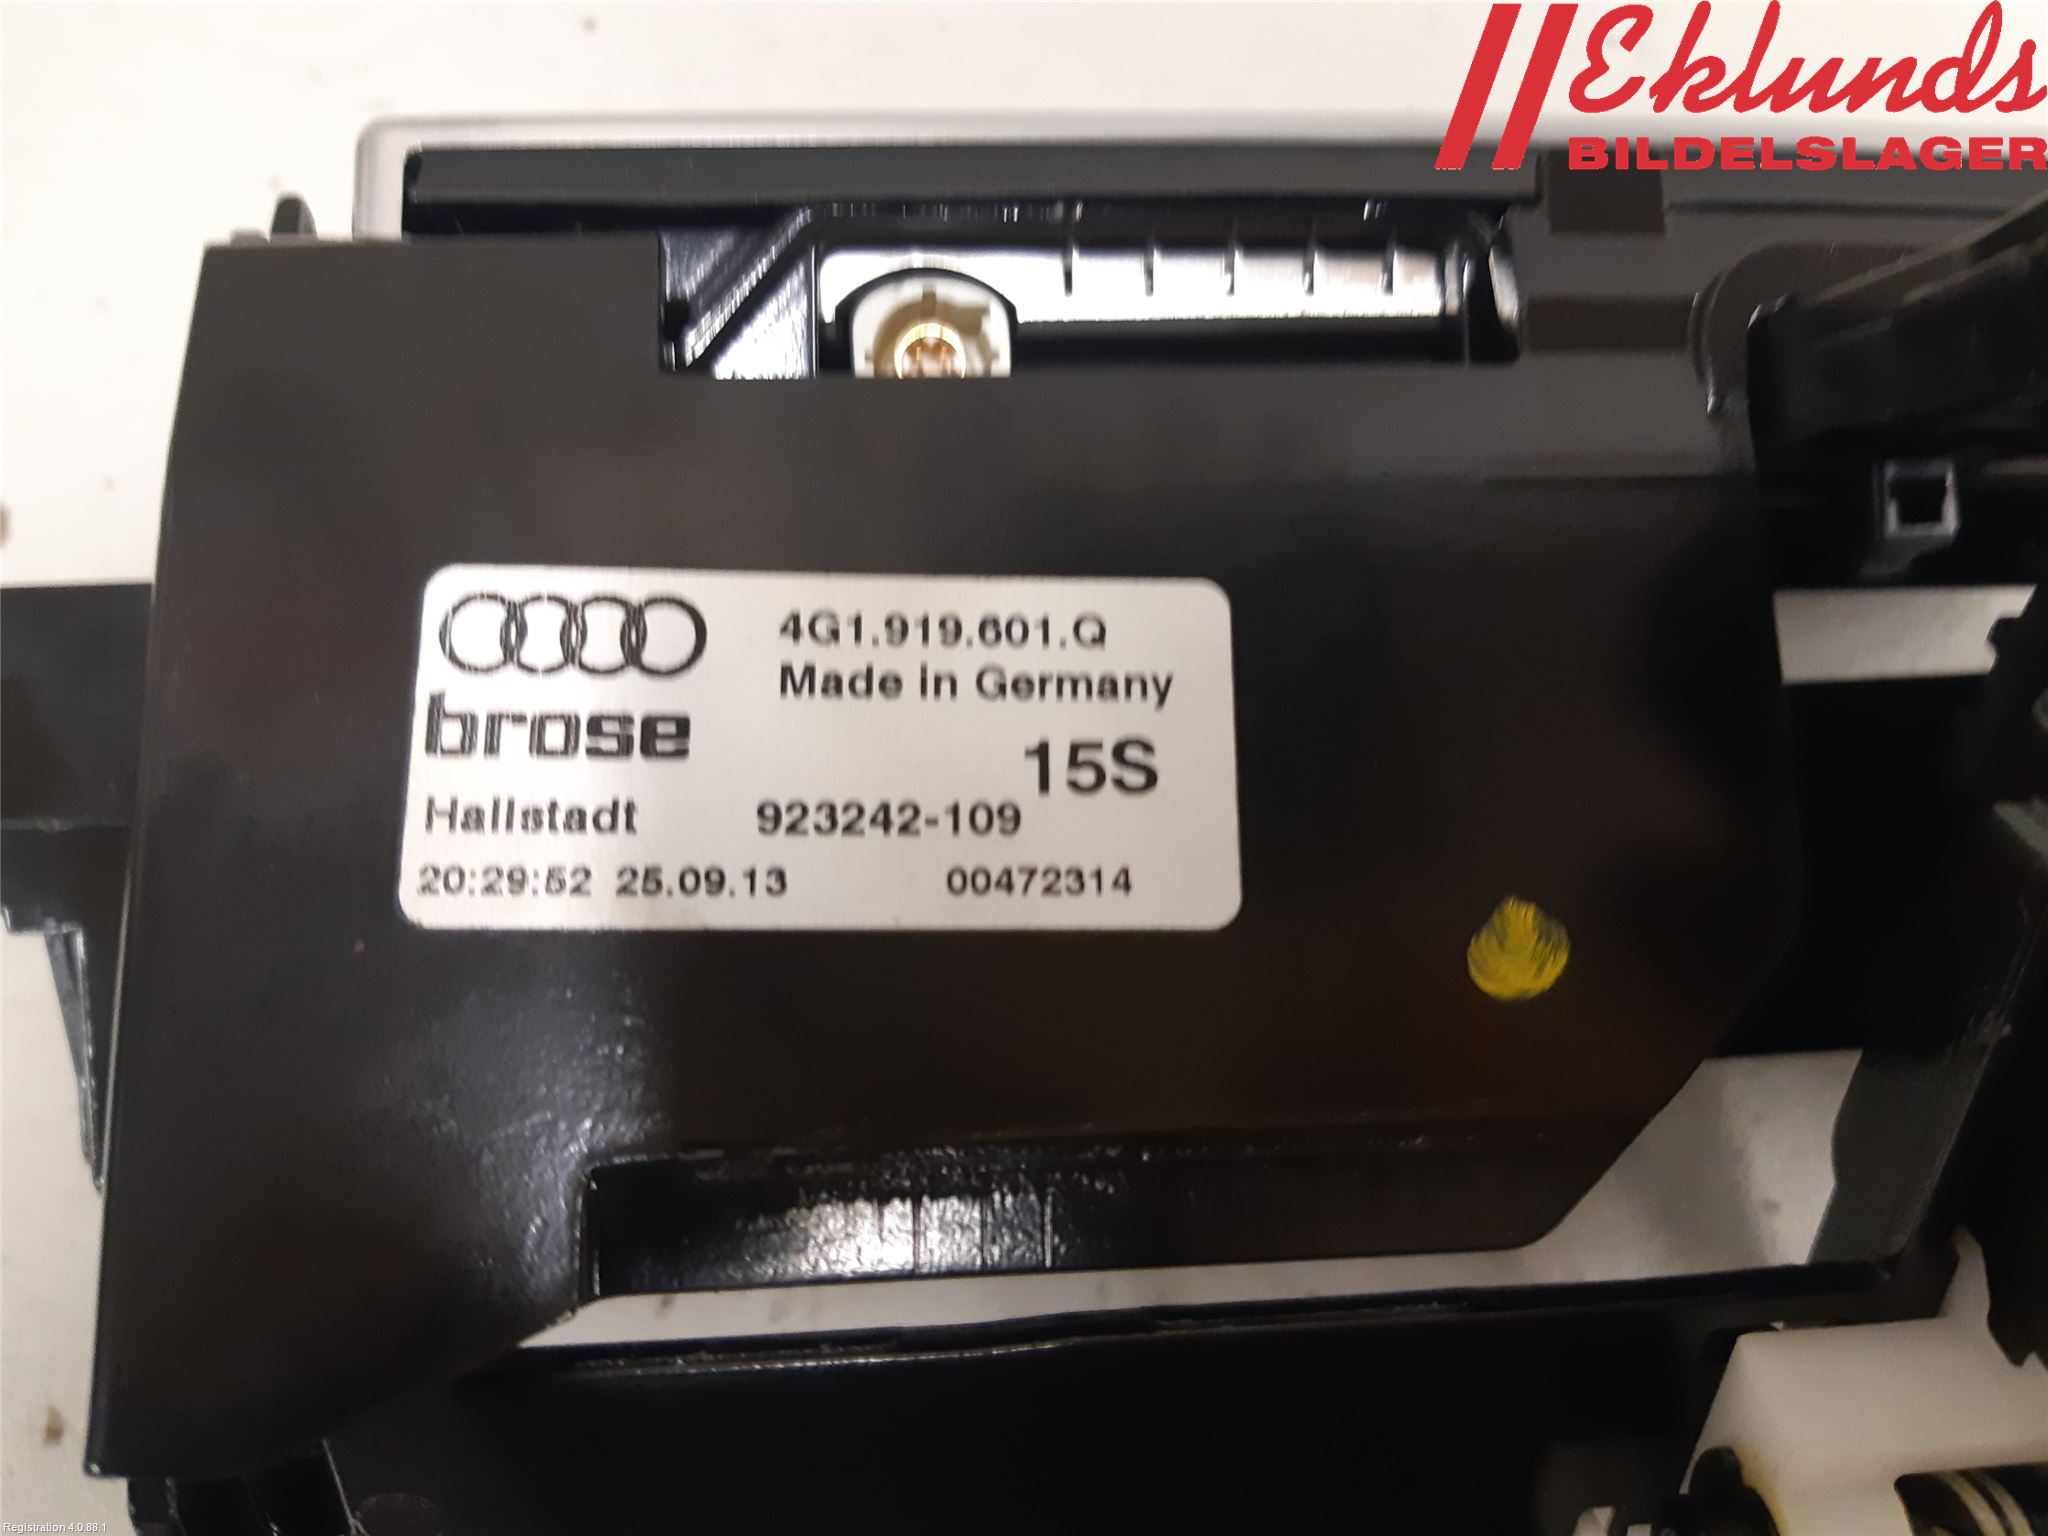 Eklunds
BILDELSLAGER
4G1.919.601.Q
Made in Germany
brose
15S
Hallstadt 923242-109
20:29:52 25.09.13 00472314
Registration 4.0.88.1